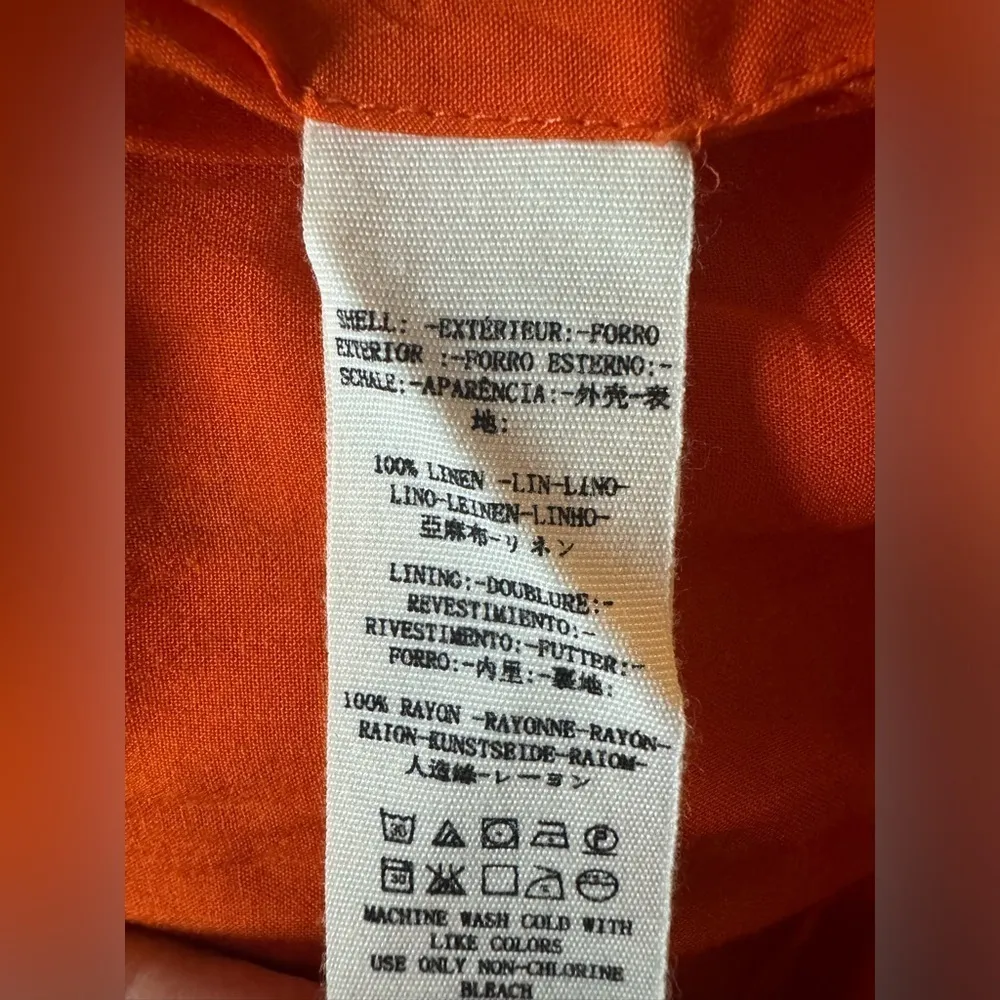 SHELL: -EXTÉRIEUR:-FORRO
EXTERIOR :-FORRO ESTERNO:-
SCHALE:-APARÊNCIA:-外壳-表
地:
100% LINEN -LIN-LINO-
LINO-LEINEN-LINHO-
亞麻布-リネン
LINING:-DOUBLURE:-
REVESTIMIENTO:-
RIVESTIMENTO:-FUTTER:-
FORRO:-内里:-裏地:
100% RAYON -RAYONNE-RAYÓN-
RAION-KUNSTSEIDE-RAIOM-
人造絲-レーヨン
30
P
30
MACHINE WASH COLD WITH
LIKE COLORS
USE ONLY NON-CHLORINE
BLEACH